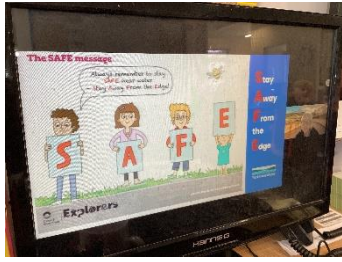 The SAFE message
Always remember to stay
SAFE near water
Stay Away From the Edge!
S A F E
Stay
Away
From
the
Edge
Explorers
HANNS G